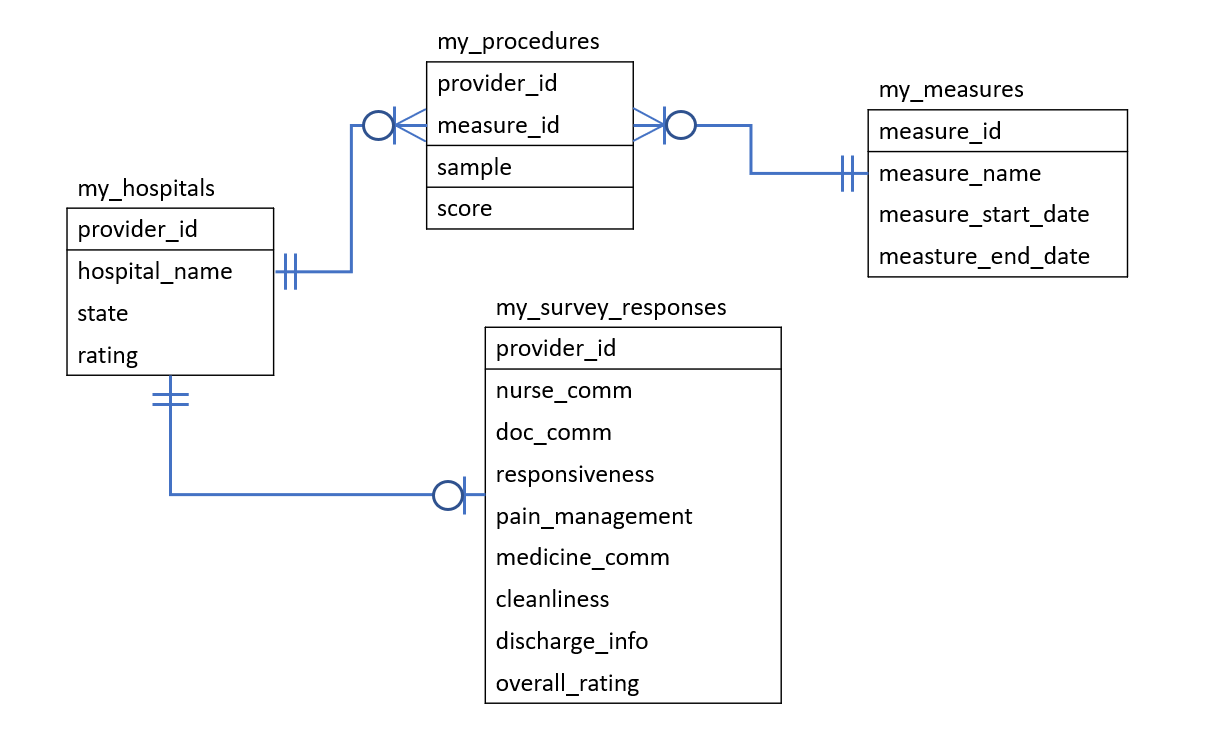 my_procedures
provider_id
measure_id
sample
score
my_measures
measure_id
measure_name
measure_start_date
measture_end_date
my_hospitals
provider_id
hospital_name
state
rating
my_survey_responses
provider_id
nurse_comm
doc_comm
responsiveness
pain_management
medicine_comm
cleanliness
discharge_info
overall_rating